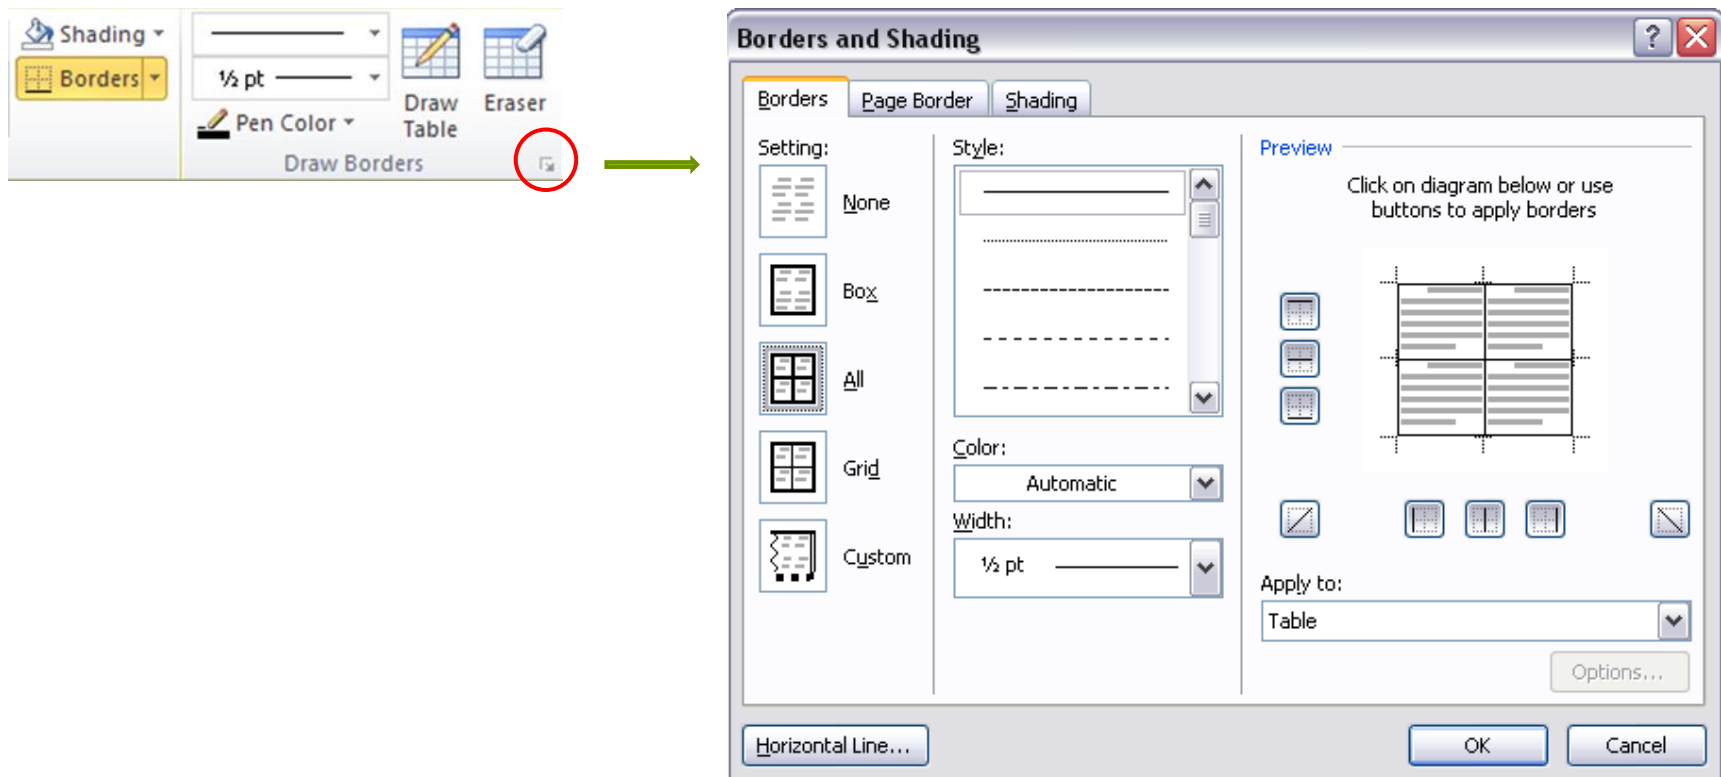 Shading
Borders
½ pt
Pen Color
Draw
Table
Eraser
Draw Borders
Borders and Shading
Borders
Page Border
Shading
Setting:
None
Box
All
Grid
Custom
Style:
Color:
Automatic
Width:
½ pt
Preview
Click on diagram below or use
buttons to apply borders
Apply to:
Table
Options...
Horizontal Line...
OK
Cancel